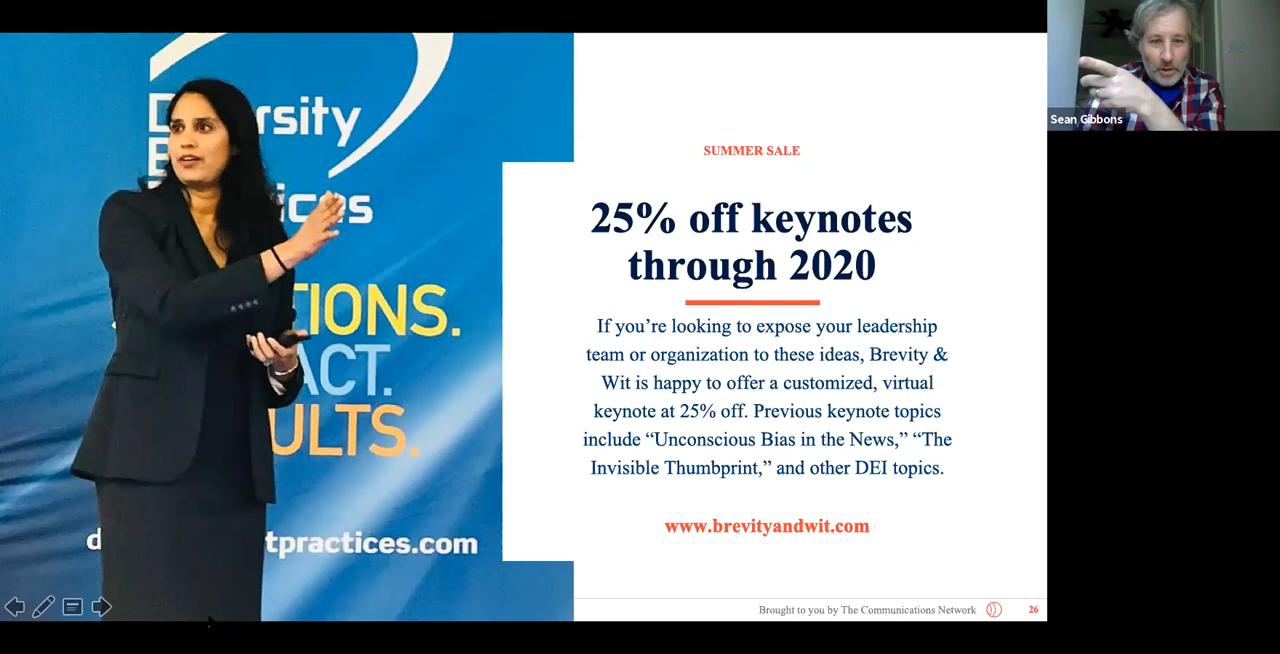 rsity
ices
TIONS.
ACT.
ULTS.
d
tpractices.com
SUMMER SALE
25% off keynotes
through 2020
If you’re looking to expose your leadership
team or organization to these ideas, Brevity &
Wit is happy to offer a customized, virtual
keynote at 25% off. Previous keynote topics
include “Unconscious Bias in the News,” “The
Invisible Thumbprint,” and other DEI topics.
www.brevityandwit.com
Brought to you by The Communications Network
26
Sean Gibbons